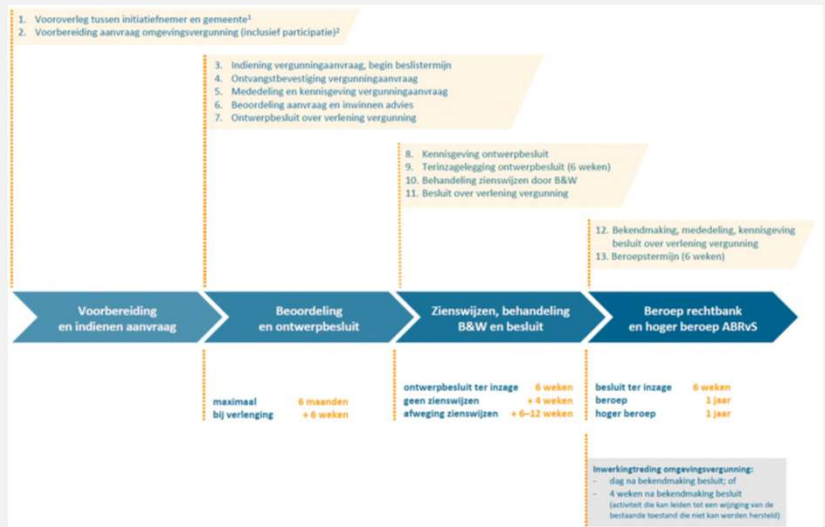 1. Vooroverleg tussen initiatiefnemer en gemeente¹
2. Voorbereiding aanvraag omgevingsvergunning (inclusief participatie)²
3. Indiening vergunningaanvraag, begin beslistermijn
4. Ontvangstbevestiging vergunningaanvraag
5. Mededeling en kennisgeving vergunningaanvraag
6. Beoordeling aanvraag en inwinnen advies
7. Ontwerpbesluit over verlening vergunning
8. Kennisgeving ontwerpbesluit
9. Terinzagelegging ontwerpbesluit (6 weken)
10. Behandeling zienswijzen door B&W
11. Besluit over verlening vergunning
12. Bekendmaking, mededeling, kennisgeving
besluit over verlening vergunning
13. Beroepstermijn (6 weken)
Voorbereiding
en indienen aanvraag
Beoordeling
en ontwerpbesluit
Zienswijzen, behandeling
B&W en besluit
Beroep rechtbank
en hoger beroep ABRvS
maximaal 6 maanden
bij verlenging + 6 weken
ontwerpbesluit ter inzage 6 weken
geen zienswijzen + 4 weken
afweging zienswijzen + 6–12 weken
besluit ter inzage 6 weken
beroep 1 jaar
hoger beroep 1 jaar
Inwerkingtreding omgevingsvergunning:
- dag na bekendmaking besluit; of
- 4 weken na bekendmaking besluit
(activiteit die kan leiden tot een wijziging van de
bestaande toestand die niet kan worden hersteld)